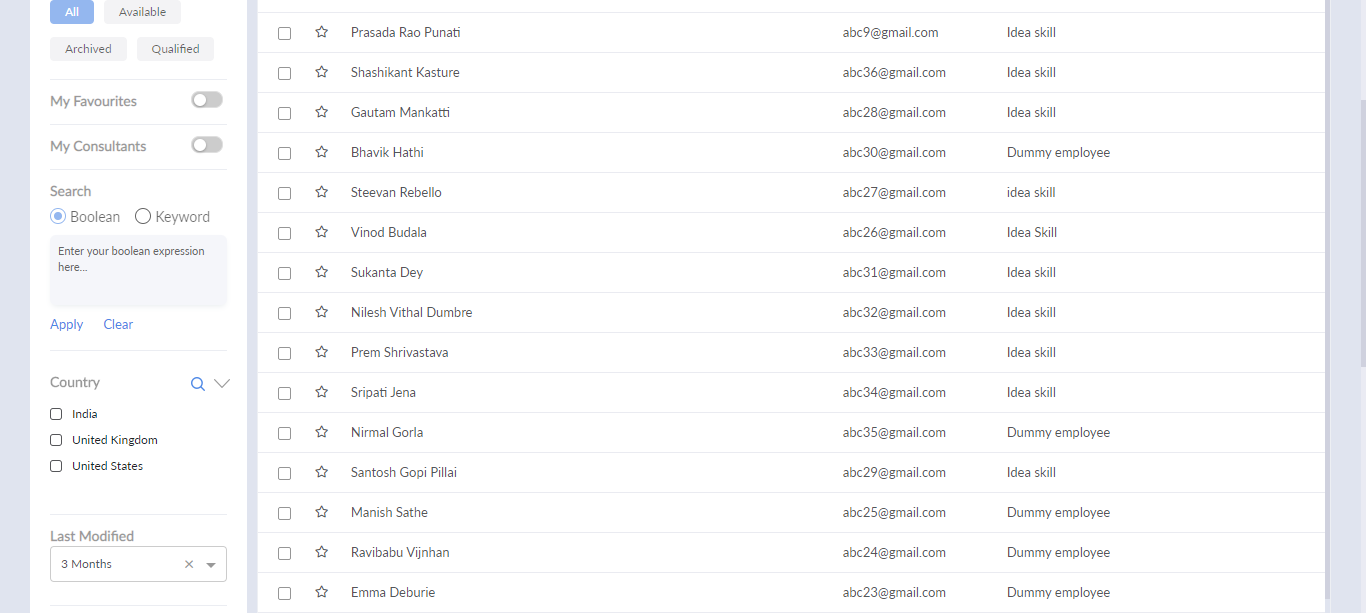 All Available
Archived Qualified
My Favourites
My Consultants
Search
Boolean Keyword
Enter your boolean expression
here...
Apply Clear
Country
India
United Kingdom
United States
Last Modified
3 Months
Prasada Rao Punati abc9@gmail.com Idea skill
Shashikant Kasture abc36@gmail.com Idea skill
Gautam Mankatti abc28@gmail.com Idea skill
Bhavik Hathi abc30@gmail.com Dummy employee
Steevan Rebello abc27@gmail.com idea skill
Vinod Budala abc26@gmail.com Idea Skill
Sukanta Dey abc31@gmail.com Idea skill
Nilesh Vithal Dumbre abc32@gmail.com Idea skill
Prem Shrivastava abc33@gmail.com Idea skill
Sripati Jena abc34@gmail.com Idea skill
Nirmal Gorla abc35@gmail.com Dummy employee
Santosh Gopi Pillai abc29@gmail.com Idea skill
Manish Sathe abc25@gmail.com Dummy employee
Ravibabu Vijnhan abc24@gmail.com Dummy employee
Emma Deburie abc23@gmail.com Dummy employee